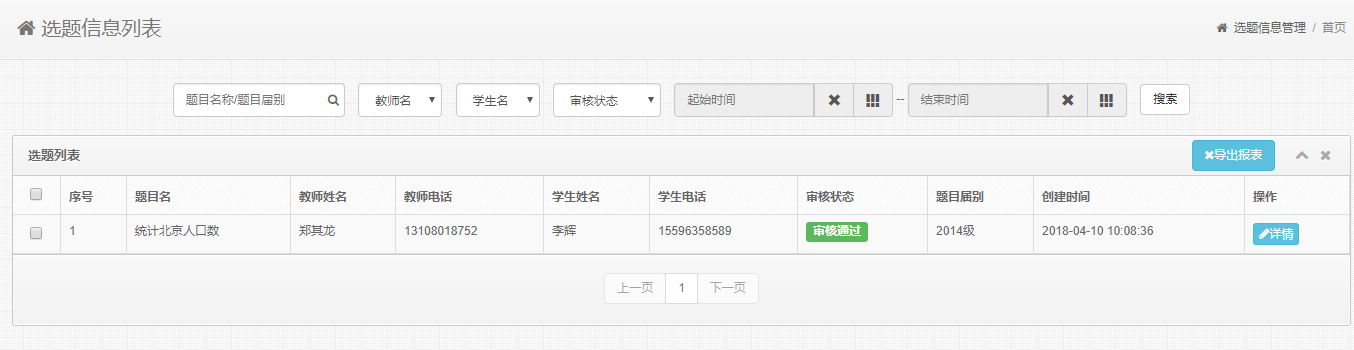 选题信息列表
选题信息管理 / 首页
题目名称/题目届别 教师名 学生名 审核状态 起始时间 -- 结束时间 搜索
选题列表 导出报表
序号 题目名 教师姓名 教师电话 学生姓名 学生电话 审核状态 题目届别 创建时间 操作
1 统计北京人口数 郑其龙 13108018752 李辉 15596358589 审核通过 2014级 2018-04-10 10:08:36 详情
上一页 1 下一页